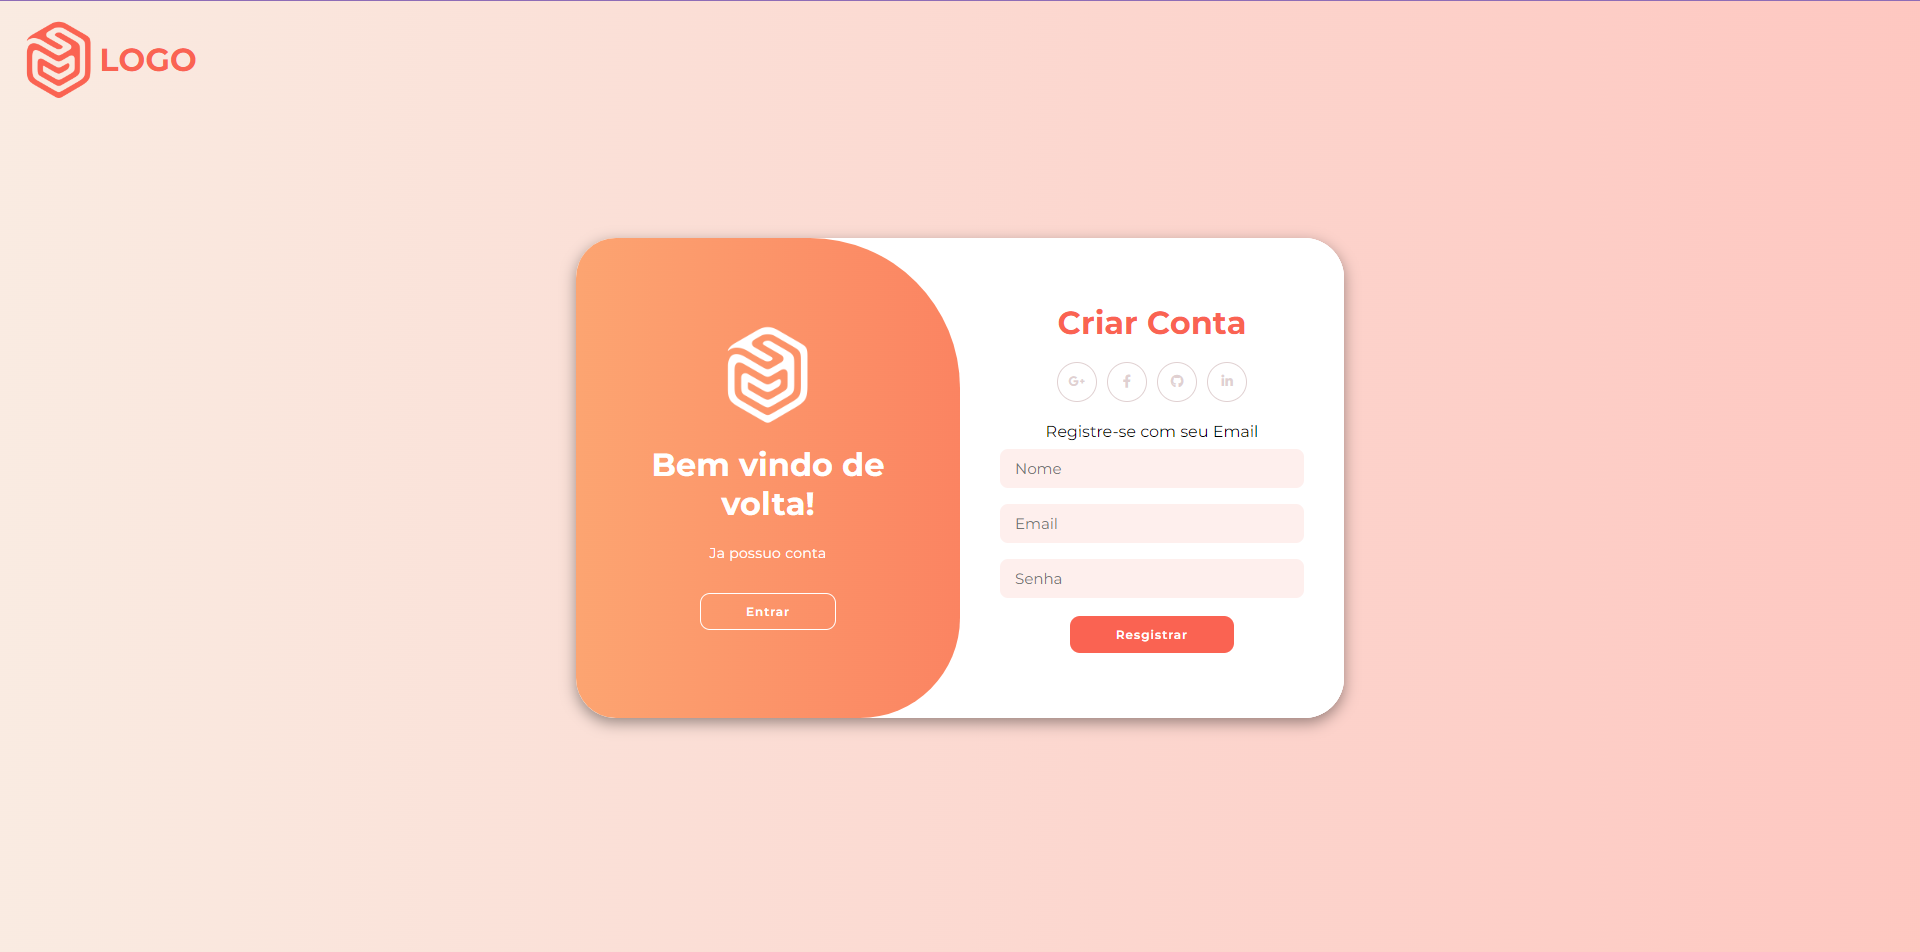 LOGO
Bem vindo de
volta!
Ja possuo conta
Entrar
Criar Conta
G+ f in
Registre-se com seu Email
Nome
Email
Senha
Resgistrar